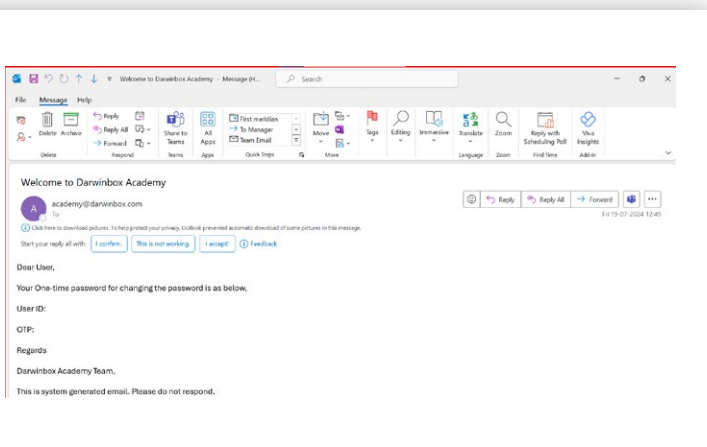 Welcome to Darwinbox Academy - Message (H...
Search
File Message Help
Delete Archive
Reply
Reply All
Forward
Share to Teams
All Apps
First meridian
To Manager
Team Email
Move
Tags
Editing
Immersive
Translate
Zoom
Reply with Scheduling Poll
Viva Insights
Delete
Respond
Teams
Apps
Quick Steps
Move
Language
Zoom
Find Time
Add-in
Welcome to Darwinbox Academy
A
academy@darwinbox.com
To
Reply
Reply All
Forward
Fri 19-07-2024 12:49
Click here to download pictures. To help protect your privacy, Outlook prevented automatic download of some pictures in this message.
Start your reply all with:
I confirm.
This is not working.
I accept!
Feedback
Dear User,
Your One-time password for changing the password is as below,
User ID:
OTP:
Regards
Darwinbox Academy Team,
This is system generated email. Please do not respond.